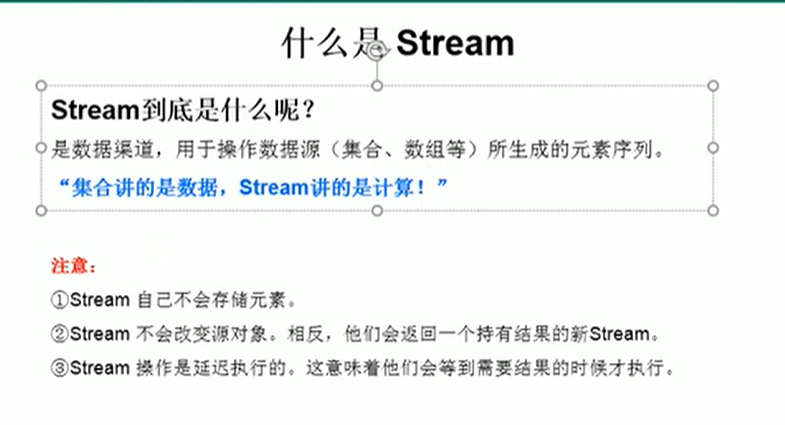 什么是 Stream
Stream到底是什么呢？
是数据渠道，用于操作数据源（集合、数组等）所生成的元素序列。
“集合讲的是数据，Stream讲的是计算！”
注意：
①Stream 自己不会存储元素。
②Stream 不会改变源对象。相反，他们会返回一个持有结果的新Stream。
③Stream 操作是延迟执行的。这意味着他们会等到需要结果的时候才执行。